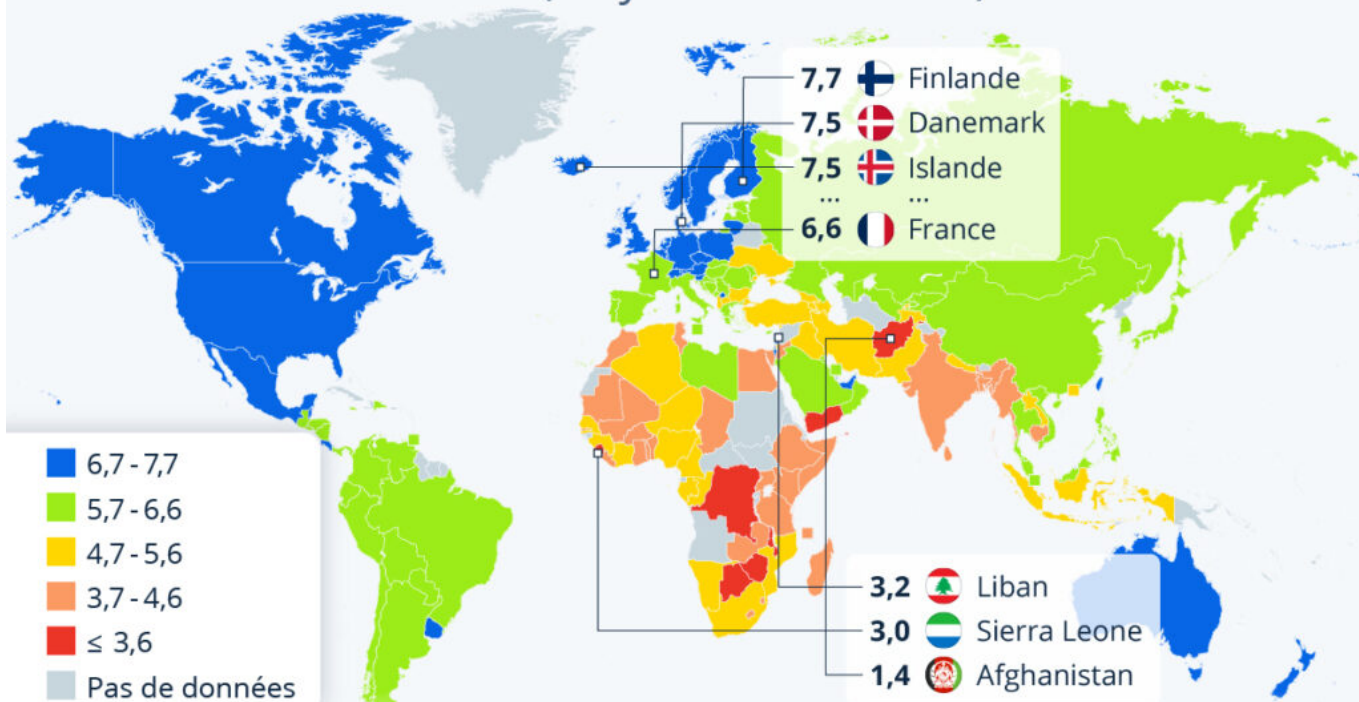 7,7 Finlande
7,5 Danemark
7,5 Islande
... ...
6,6 France
6,7 - 7,7
5,7 - 6,6
4,7 - 5,6
3,7 - 4,6
≤ 3,6
Pas de données
3,2 Liban
3,0 Sierra Leone
1,4 Afghanistan